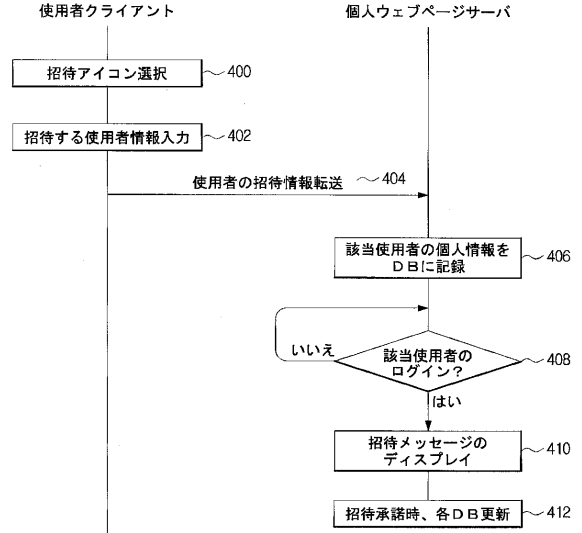 使用者クライアント
個人ウェブページサーバ
招待アイコン選択
400
招待する使用者情報入力
402
使用者の招待情報転送
404
該当使用者の個人情報を
DBに記録
406
いいえ
該当使用者の
ログイン?
408
はい
招待メッセージの
ディスプレイ
410
招待承諾時、各DB更新
412